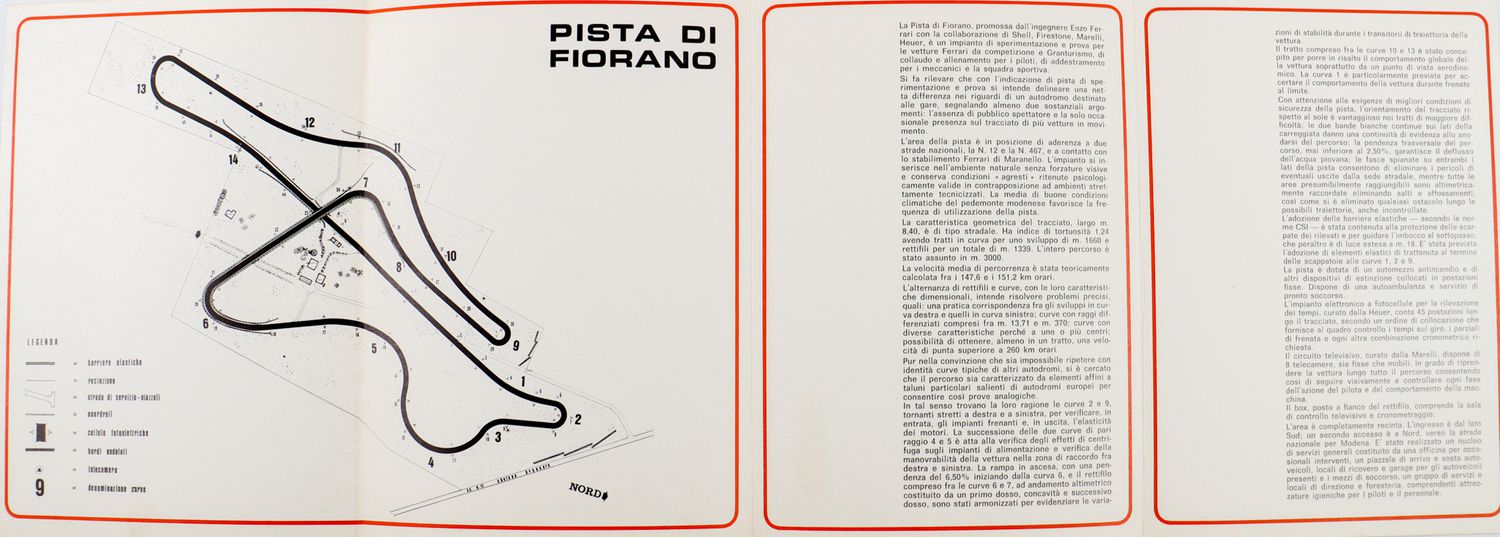 PISTA DI
FIORANO
13
12
11
14
7
10
8
6
9
5
1
2
3
4
NORD
LEGENDA
= barriere elastiche
= recinzione
= strada di servizio-piazzali
= guardrail
= cellule fotoelettriche
= bordi ondulati
= telecamere
9 = denominazione curve
La Pista di Fiorano, promossa dall'ingegnere Enzo Fer-
rari con la collaborazione di Shell, Firestone, Marelli,
Heuer, è un impianto di sperimentazione e prova per
le vetture Ferrari da competizione e Granturismo, di
collaudo e allenamento per i piloti, di addestramento
per i meccanici e la squadra sportiva.
Si fa rilevare che con l'indicazione di pista di spe-
rimentazione e prova si intende delineare una net-
ta differenza nei riguardi di un autodromo destinato
alle gare, segnalando almeno due sostanziali argo-
menti: l'assenza di pubblico spettatore e la solo occa-
sionale presenza sul tracciato di più vetture in movi-
mento.
L'area della pista è in posizione di aderenza a due
strade nazionali, la N. 12 e la N. 467, e a contatto con
lo stabilimento Ferrari di Maranello. L'impianto si in-
serisce nell'ambiente naturale senza forzature visive
e conserva condizioni « agresti » ritenute psicologi-
camente valide in contrapposizione ad ambienti stret-
tamente tecnicizzati. La media di buone condizioni
climatiche del pedemonte modenese favorisce la fre-
quenza di utilizzazione della pista.
La caratteristica geometrica del tracciato, largo m.
8,40, è di tipo stradale. Ha indice di tortuosità 1,24
avendo tratti in curva per uno sviluppo di m. 1660 e
rettifili per un totale di m. 1339. L'intero percorso è
stato assunto in m. 3000.
La velocità media di percorrenza è stata teoricamente
calcolata fra i 147,6 e i 151,2 km orari.
L'alternanza di rettifili e curve, con le loro caratteristi-
che dimensionali, intende risolvere problemi precisi,
quali: una pratica corrispondenza fra gli sviluppi in cur-
va destra e quelli in curva sinistra; curve con raggi dif-
ferenziati compresi fra m. 13,71 e m. 370; curve con
diverse caratteristiche perché a uno o più centri;
possibilità di ottenere, almeno in un tratto, una velo-
cità di punta superiore a 260 km orari.
Pur nella convinzione che sia impossibile ripetere con
identità curve tipiche di altri autodromi, si è cercato
che il percorso sia caratterizzato da elementi affini a
taluni particolari salienti di autodromi europei per
consentire così prove analogiche.
In tal senso trovano la loro ragione le curve 2 e 9,
tornanti stretti a destra e a sinistra, per verificare, in
entrata, gli impianti frenanti e, in uscita, l'elasticità
dei motori. La successione delle due curve di pari
raggio 4 e 5 è atta alla verifica degli effetti di centri-
fuga sugli impianti di alimentazione e verifica della
manovrabilità della vettura nella zona di raccordo fra
destra e sinistra. La rampa in ascesa, con una pen-
denza del 6,50% iniziando dalla curva 6, e il rettifilo
compreso fra le curve 6 e 7, ad andamento altimetrico
costituito da un primo dosso, concavità e successivo
dosso, sono stati armonizzati per evidenziare le varia-
zioni di stabilità durante i transitorii di traiettoria della
vettura.
Il tratto compreso fra le curve 10 e 13 è stato conce-
pito per porre in risalto il comportamento globale del-
la vettura soprattutto da un punto di vista aerodina-
mico. La curva 1 è particolarmente prevista per ac-
certare il comportamento della vettura durante frenate
al limite.
Con attenzione alle esigenze di migliori condizioni di
sicurezza della pista, l'orientamento del tracciato ri-
spetto al sole è vantaggioso nei tratti di maggiore dif-
ficoltà; le due bande bianche continue sui lati della
carreggiata danno una continuità di evidenza allo sno-
darsi del percorso; la pendenza trasversale del per-
corso, mai inferiore al 2,50%, garantisce il deflusso
dell'acqua piovana; le fasce spianate su entrambi i
lati della pista consentono di eliminare i pericoli di
eventuali uscite dalla sede stradale, mentre tutte le
aree presumibilmente raggiungibili sono altimetrica-
mente raccordate eliminando salti e affossamenti,
così come si è eliminato qualsiasi ostacolo lungo le
possibili traiettorie, anche incontrollate.
L'adozione delle barriere elastiche — secondo le nor-
me CSI — è stata contenuta alla protezione delle scar-
pate dei rilevati e per guidare l'imbocco al sottopasso,
che peraltro è di luce estesa a m. 18. E' stata prevista
l'adozione di elementi elastici di trattenuta al termine
delle scappatoie alle curve 1, 2 e 9.
La pista è dotata di un automezzo antincendio e di
altri dispositivi di estinzione collocati in postazioni
fisse. Dispone di una autoambulanza e servizio di
pronto soccorso.
L'impianto elettronico a fotocellule per la rilevazione
dei tempi, curato dalla Heuer, conta 45 postazioni lun-
go il tracciato, secondo un ordine di collocazione che
fornisce al quadro controllo i tempi sul giro, i parziali
di frenata e ogni altra combinazione cronometrica ri-
chiesta.
Il circuito televisivo, curato dalla Marelli, dispone di
8 telecamere, sia fisse che mobili, in grado di ripren-
dere la vettura lungo tutto il percorso consentendo
così di seguire visivamente e controllare ogni fase
dell'azione del pilota e del comportamento della mac-
china.
Il box, posto a fianco del rettifilo, comprende la sala
di controllo televisivo e cronometraggio.
L'area è completamente recinta. L'ingresso è dal lato
Sud; un secondo accesso è a Nord, verso la strada
nazionale per Modena. E' stato realizzato un nucleo
di servizi generali costituito da una officina per occa-
sionali interventi, un piazzale di arrivo e sosta auto-
veicoli, locali di ricovero e garage per gli autoveicoli
presenti e i mezzi di soccorso, un gruppo di servizi e
locali di direzione e foresteria, comprendenti attrez-
zature igieniche per i piloti e il personale.